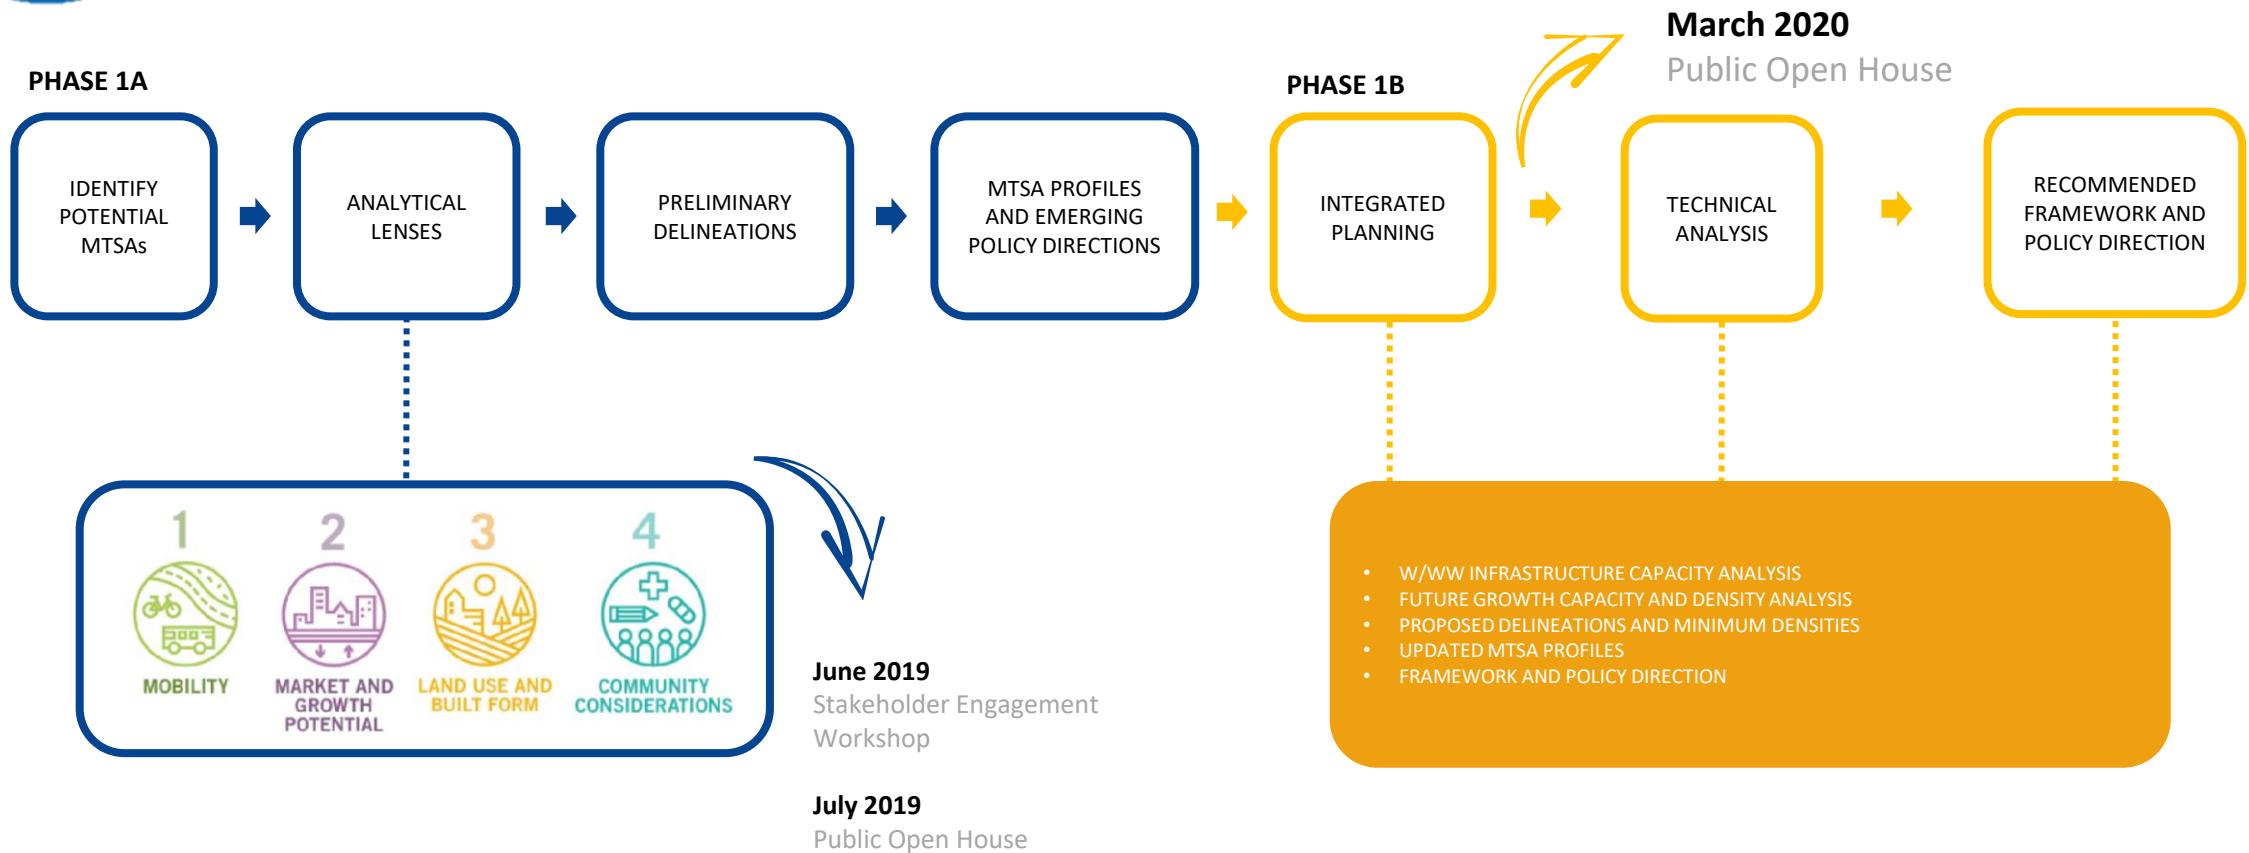 March 2020
Public Open House
PHASE 1A
PHASE 1B
IDENTIFY
POTENTIAL
MTSAs
ANALYTICAL
LENSES
PRELIMINARY
DELINEATIONS
MTSA PROFILES
AND EMERGING
POLICY DIRECTIONS
INTEGRATED
PLANNING
TECHNICAL
ANALYSIS
RECOMMENDED
FRAMEWORK AND
POLICY DIRECTION
1
MOBILITY
2
MARKET AND
GROWTH
POTENTIAL
3
LAND USE AND
BUILT FORM
4
COMMUNITY
CONSIDERATIONS
June 2019
Stakeholder Engagement
Workshop
July 2019
Public Open House
• W/WW INFRASTRUCTURE CAPACITY ANALYSIS
• FUTURE GROWTH CAPACITY AND DENSITY ANALYSIS
• PROPOSED DELINEATIONS AND MINIMUM DENSITIES
• UPDATED MTSA PROFILES
• FRAMEWORK AND POLICY DIRECTION